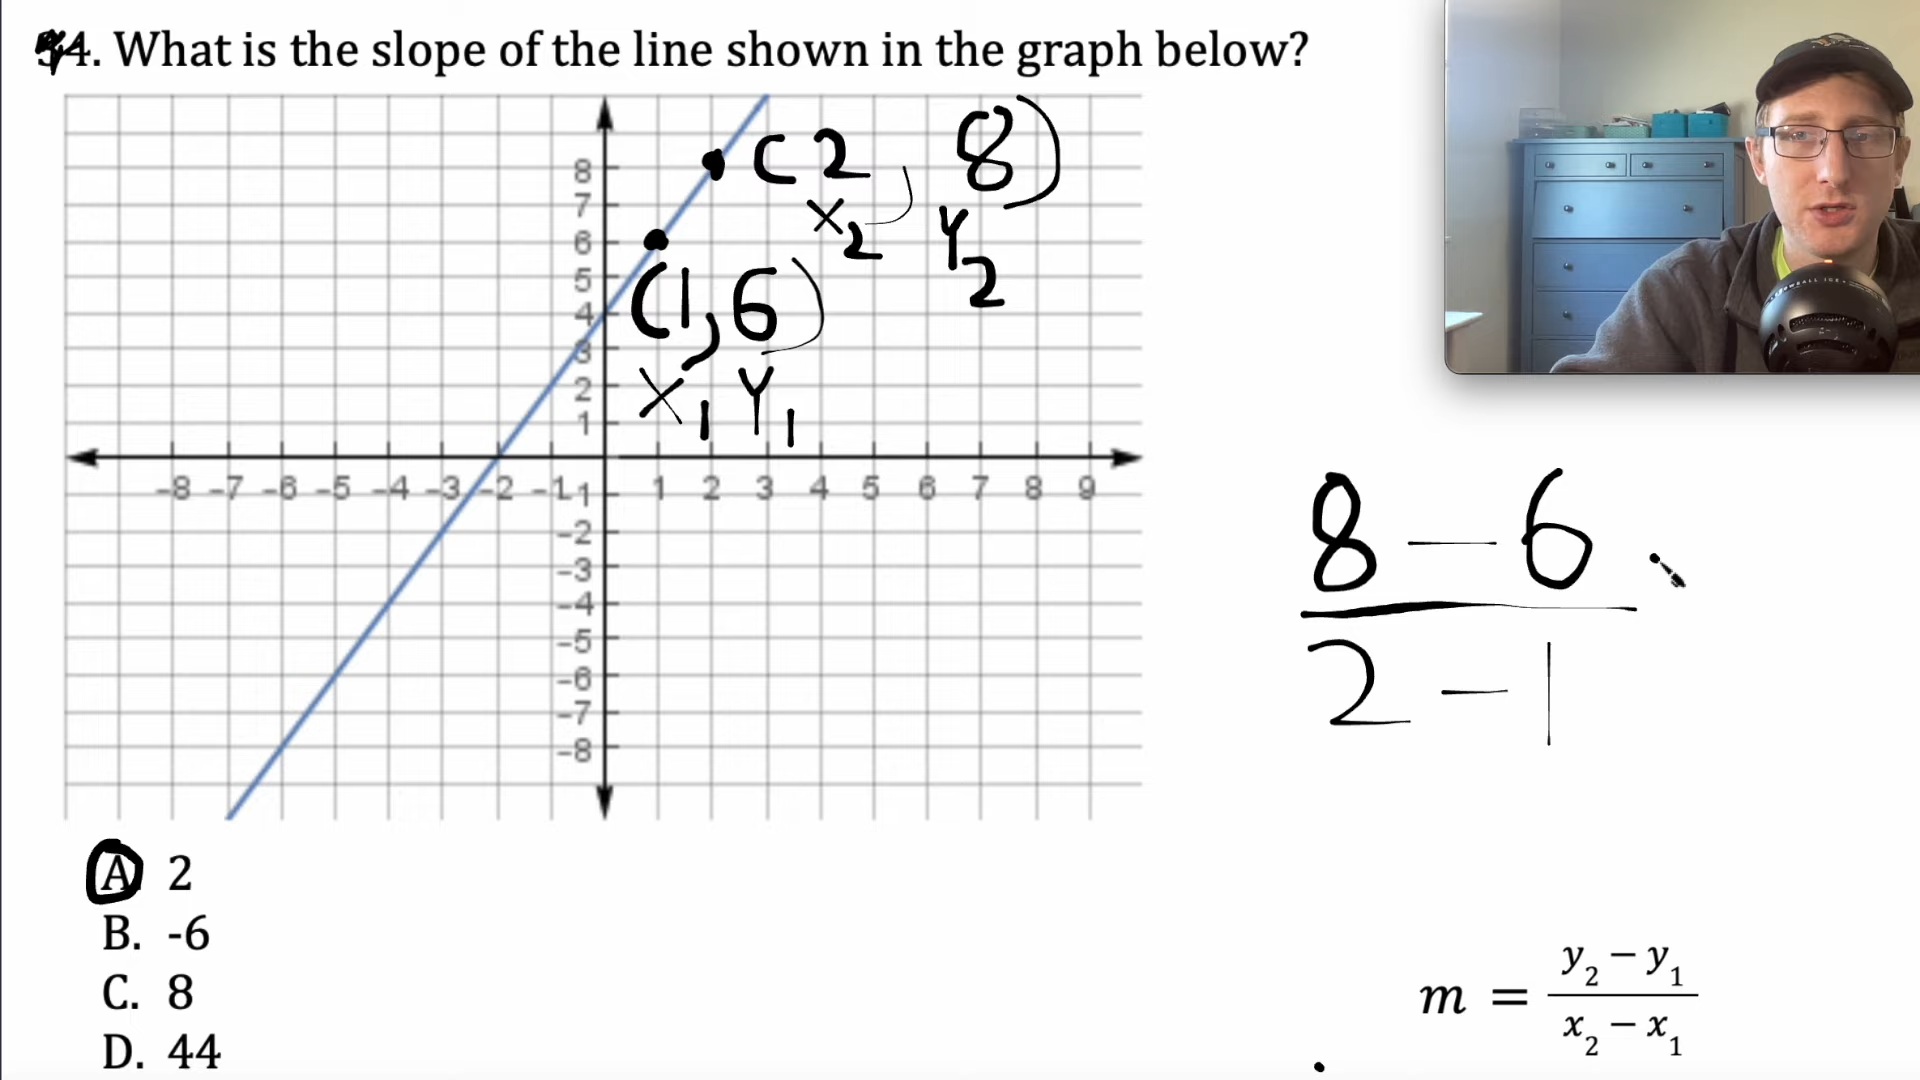 44. What is the slope of the line shown in the graph below?
(2, 8)
x₂ y₂
(1, 6)
x₁ y₁
8
7
6
5
4
3
2
1
-8 -7 -6 -5 -4 -3 -2 -1 -1 1 2 3 4 5 6 7 8 9
-2
-3
-4
-5
-6
-7
-8
8 - 6
2 - 1
A. 2
B. -6
C. 8
D. 44
m = y₂ - y₁
x₂ - x₁